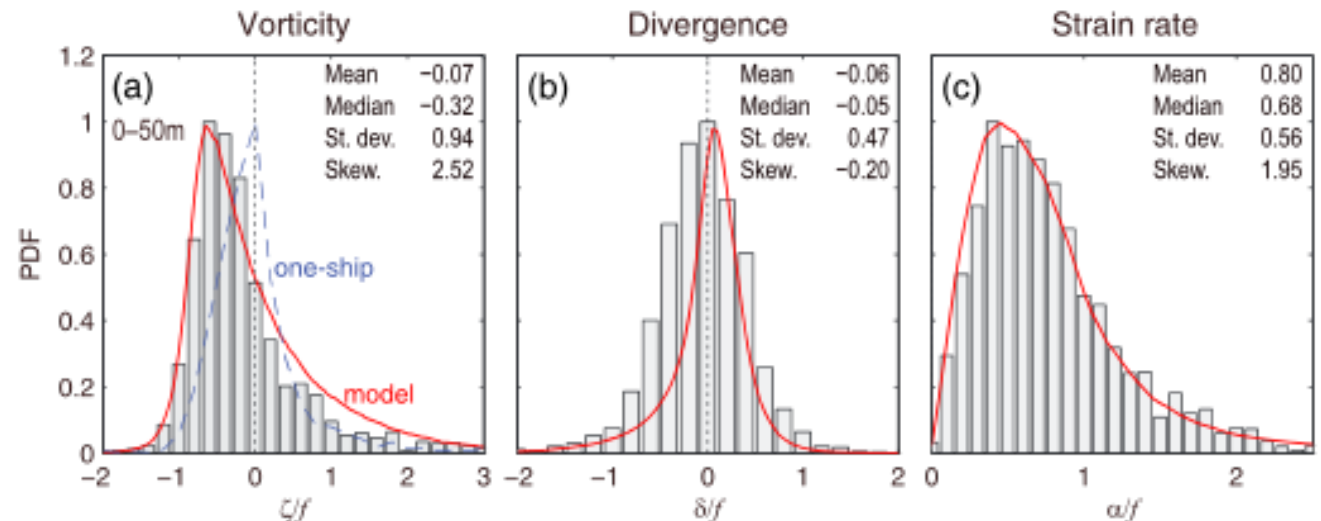 Vorticity
Divergence
Strain rate
PDF
1.2
1
0.8
0.6
0.4
0.2
0
(a)
0–50m
Mean −0.07
Median −0.32
St. dev. 0.94
Skew. 2.52
one-ship
model
−2 −1 0 1 2 3
ζ/f
(b)
Mean −0.06
Median −0.05
St. dev. 0.47
Skew. −0.20
−2 −1 0 1 2
δ/f
(c)
Mean 0.80
Median 0.68
St. dev. 0.56
Skew. 1.95
0 1 2
α/f